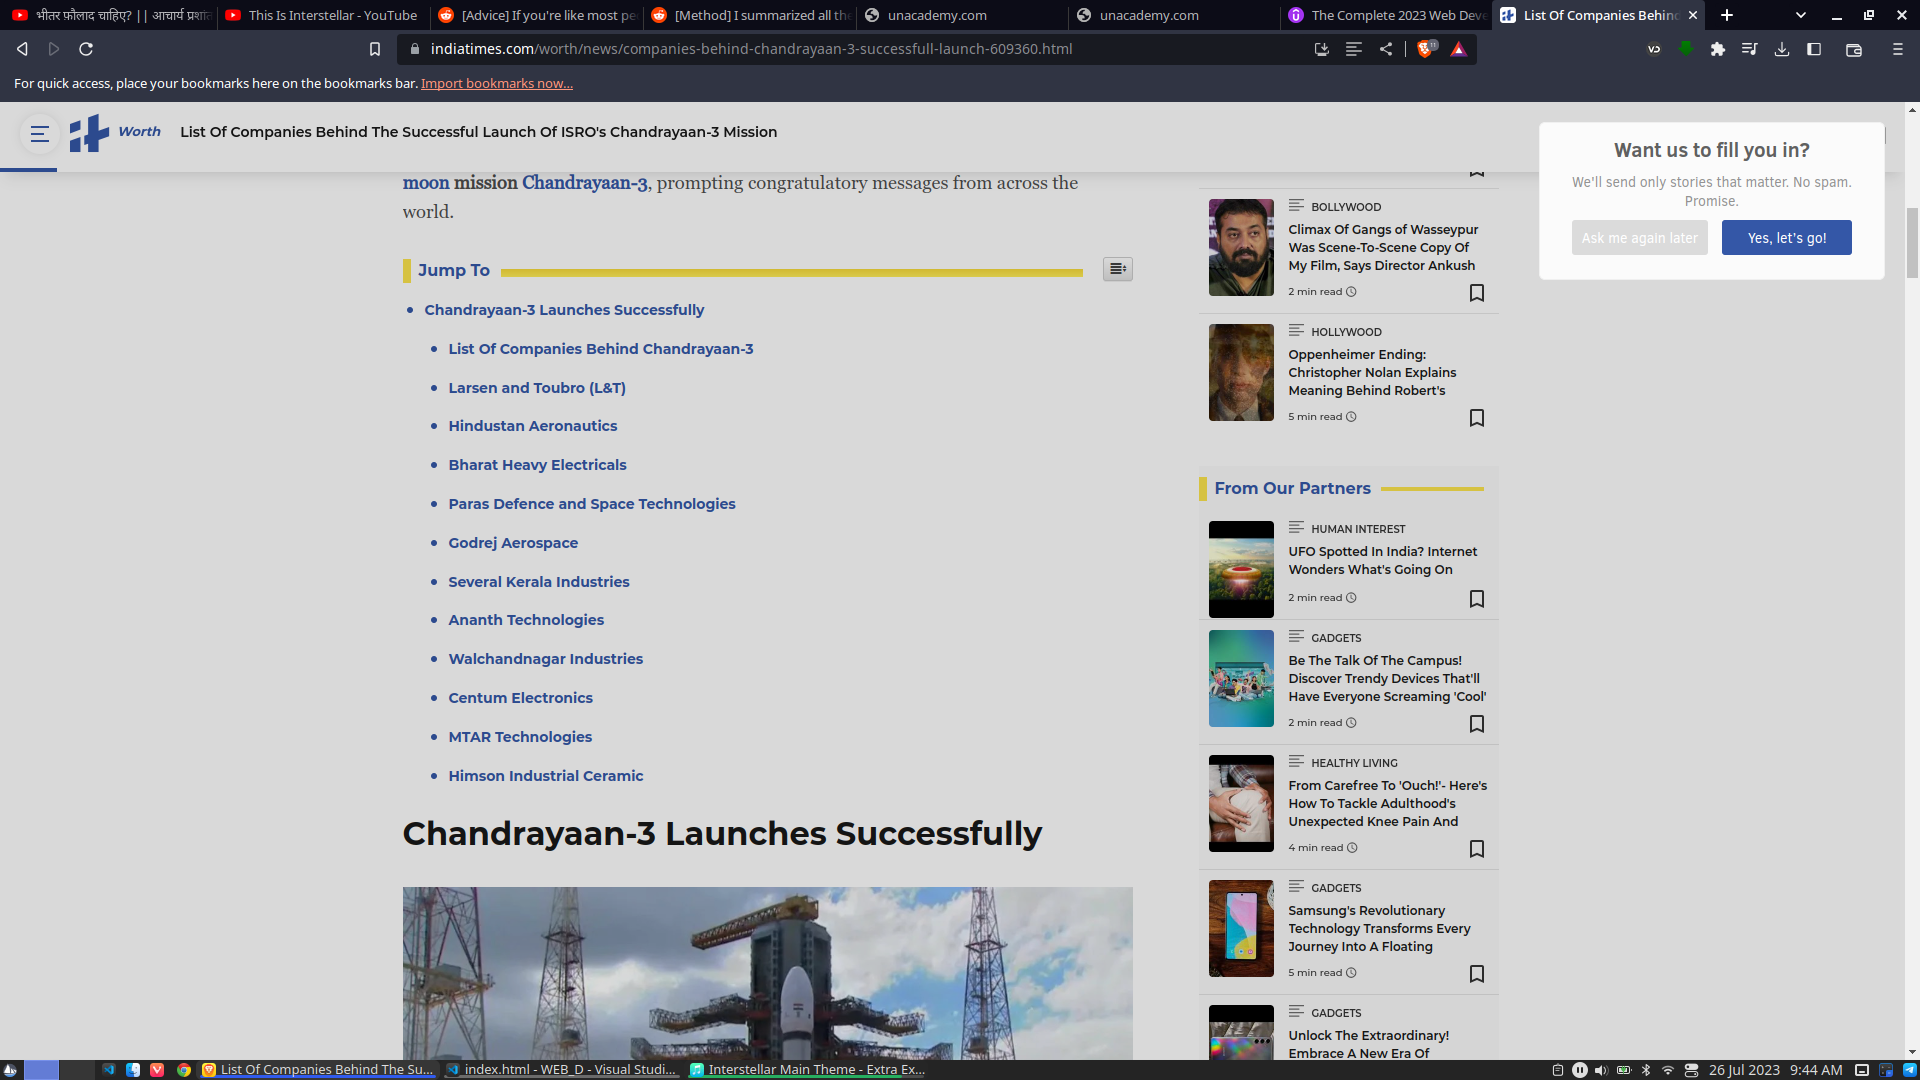 भीतर फ़ौलाद चाहिए? || आचार्य प्रशांत
This Is Interstellar - YouTube
[Advice] If you're like most pe
[Method] I summarized all the
unacademy.com
unacademy.com
The Complete 2023 Web Deve
List Of Companies Behind
indiatimes.com/worth/news/companies-behind-chandrayaan-3-successfull-launch-609360.html
11
For quick access, place your bookmarks here on the bookmarks bar. Import bookmarks now...
Worth
List Of Companies Behind The Successful Launch Of ISRO's Chandrayaan-3 Mission
Want us to fill you in?
We'll send only stories that matter. No spam.
Promise.
Ask me again later
Yes, let's go!
moon mission Chandrayaan-3, prompting congratulatory messages from across the
world.
Jump To
Chandrayaan-3 Launches Successfully
List Of Companies Behind Chandrayaan-3
Larsen and Toubro (L&T)
Hindustan Aeronautics
Bharat Heavy Electricals
Paras Defence and Space Technologies
Godrej Aerospace
Several Kerala Industries
Ananth Technologies
Walchandnagar Industries
Centum Electronics
MTAR Technologies
Himson Industrial Ceramic
Chandrayaan-3 Launches Successfully
BOLLYWOOD
Climax Of Gangs of Wasseypur
Was Scene-To-Scene Copy Of
My Film, Says Director Ankush
2 min read
HOLLYWOOD
Oppenheimer Ending:
Christopher Nolan Explains
Meaning Behind Robert's
5 min read
From Our Partners
HUMAN INTEREST
UFO Spotted In India? Internet
Wonders What's Going On
2 min read
GADGETS
Be The Talk Of The Campus!
Discover Trendy Devices That'll
Have Everyone Screaming 'Cool'
2 min read
HEALTHY LIVING
From Carefree To 'Ouch!'- Here's
How To Tackle Adulthood's
Unexpected Knee Pain And
4 min read
GADGETS
Samsung's Revolutionary
Technology Transforms Every
Journey Into A Floating
5 min read
GADGETS
Unlock The Extraordinary!
Embrace A New Era Of
List Of Companies Behind The Su...
index.html - WEB_D - Visual Studi...
Interstellar Main Theme - Extra Ex...
26 Jul 2023
9:44 AM